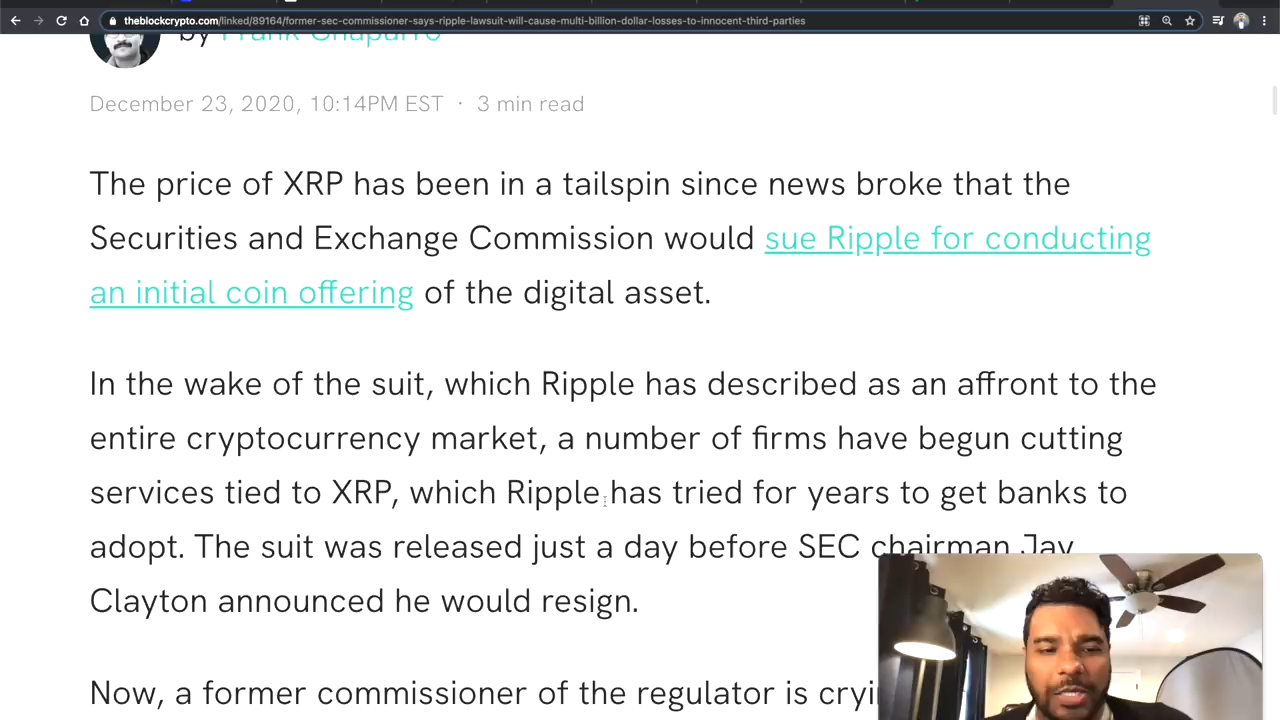 theblockcrypto.com/linked/89164/former-sec-commissioner-says-ripple-lawsuit-will-cause-multi-billion-dollar-losses-to-innocent-third-parties
by Frank Chaparro
December 23, 2020, 10:14PM EST · 3 min read
The price of XRP has been in a tailspin since news broke that the
Securities and Exchange Commission would sue Ripple for conducting
an initial coin offering of the digital asset.
In the wake of the suit, which Ripple has described as an affront to the
entire cryptocurrency market, a number of firms have begun cutting
services tied to XRP, which Ripple has tried for years to get banks to
adopt. The suit was released just a day before SEC chairman Jay
Clayton announced he would resign.
Now, a former commissioner of the regulator is